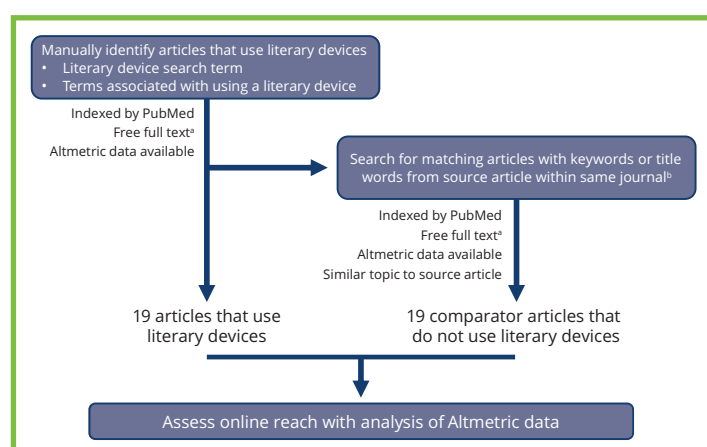 Manually identify articles that use literary devices
• Literary device search term
• Terms associated with using a literary device
Indexed by PubMed
Free full textᵃ
Altmetric data available
Search for matching articles with keywords or title
words from source article within same journalᵇ
Indexed by PubMed
Free full textᵃ
Altmetric data available
Similar topic to source article
19 articles that use
literary devices
19 comparator articles that
do not use literary devices
Assess online reach with analysis of Altmetric data